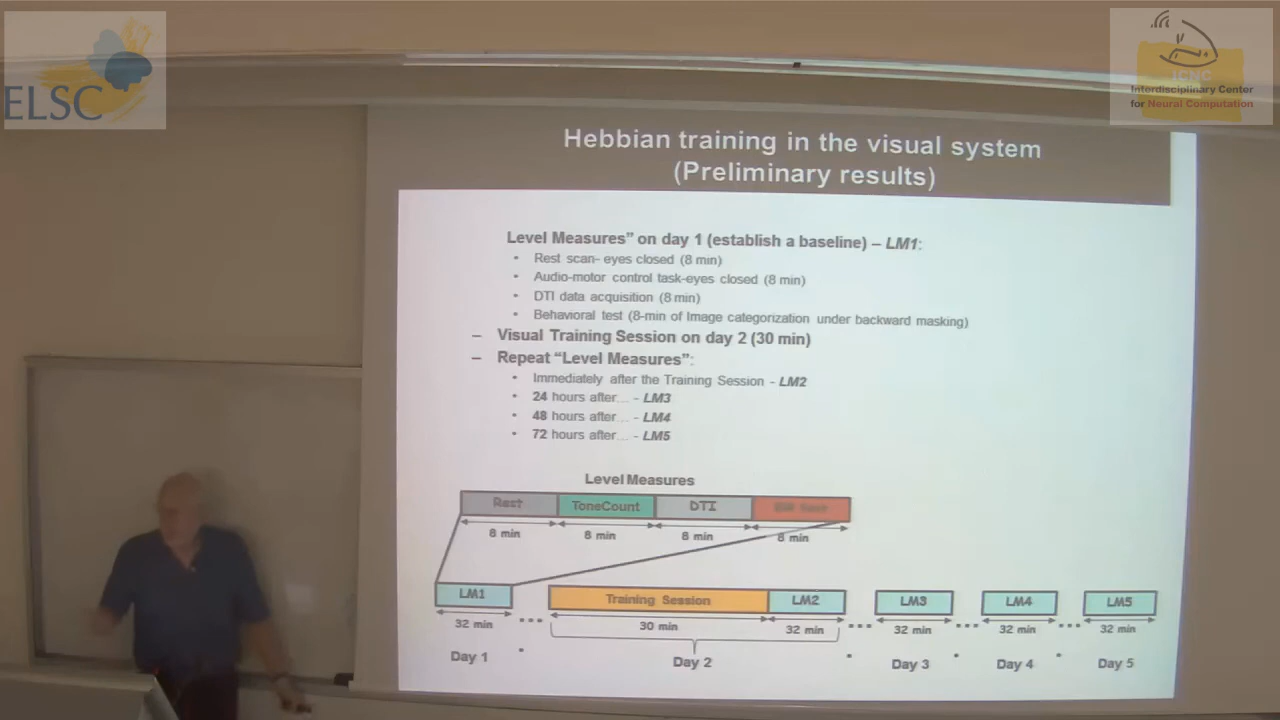 ELSC
ICNC
Interdisciplinary Center
for Neural Computation
Hebbian training in the visual system
(Preliminary results)
Level Measures” on day 1 (establish a baseline) – LM1:
• Rest scan- eyes closed (8 min)
• Audio-motor control task-eyes closed (8 min)
• DTI data acquisition (8 min)
• Behavioral test (8-min of Image categorization under backward masking)
– Visual Training Session on day 2 (30 min)
– Repeat “Level Measures”:
• Immediately after the Training Session - LM2
• 24 hours after... - LM3
• 48 hours after... - LM4
• 72 hours after... - LM5
Level Measures
Rest ToneCount DTI
8 min 8 min 8 min 8 min
LM1 Training Session LM2 LM3 LM4 LM5
32 min ... 30 min 32 min ... 32 min ... 32 min ... 32 min
Day 1 Day 2 Day 3 Day 4 Day 5